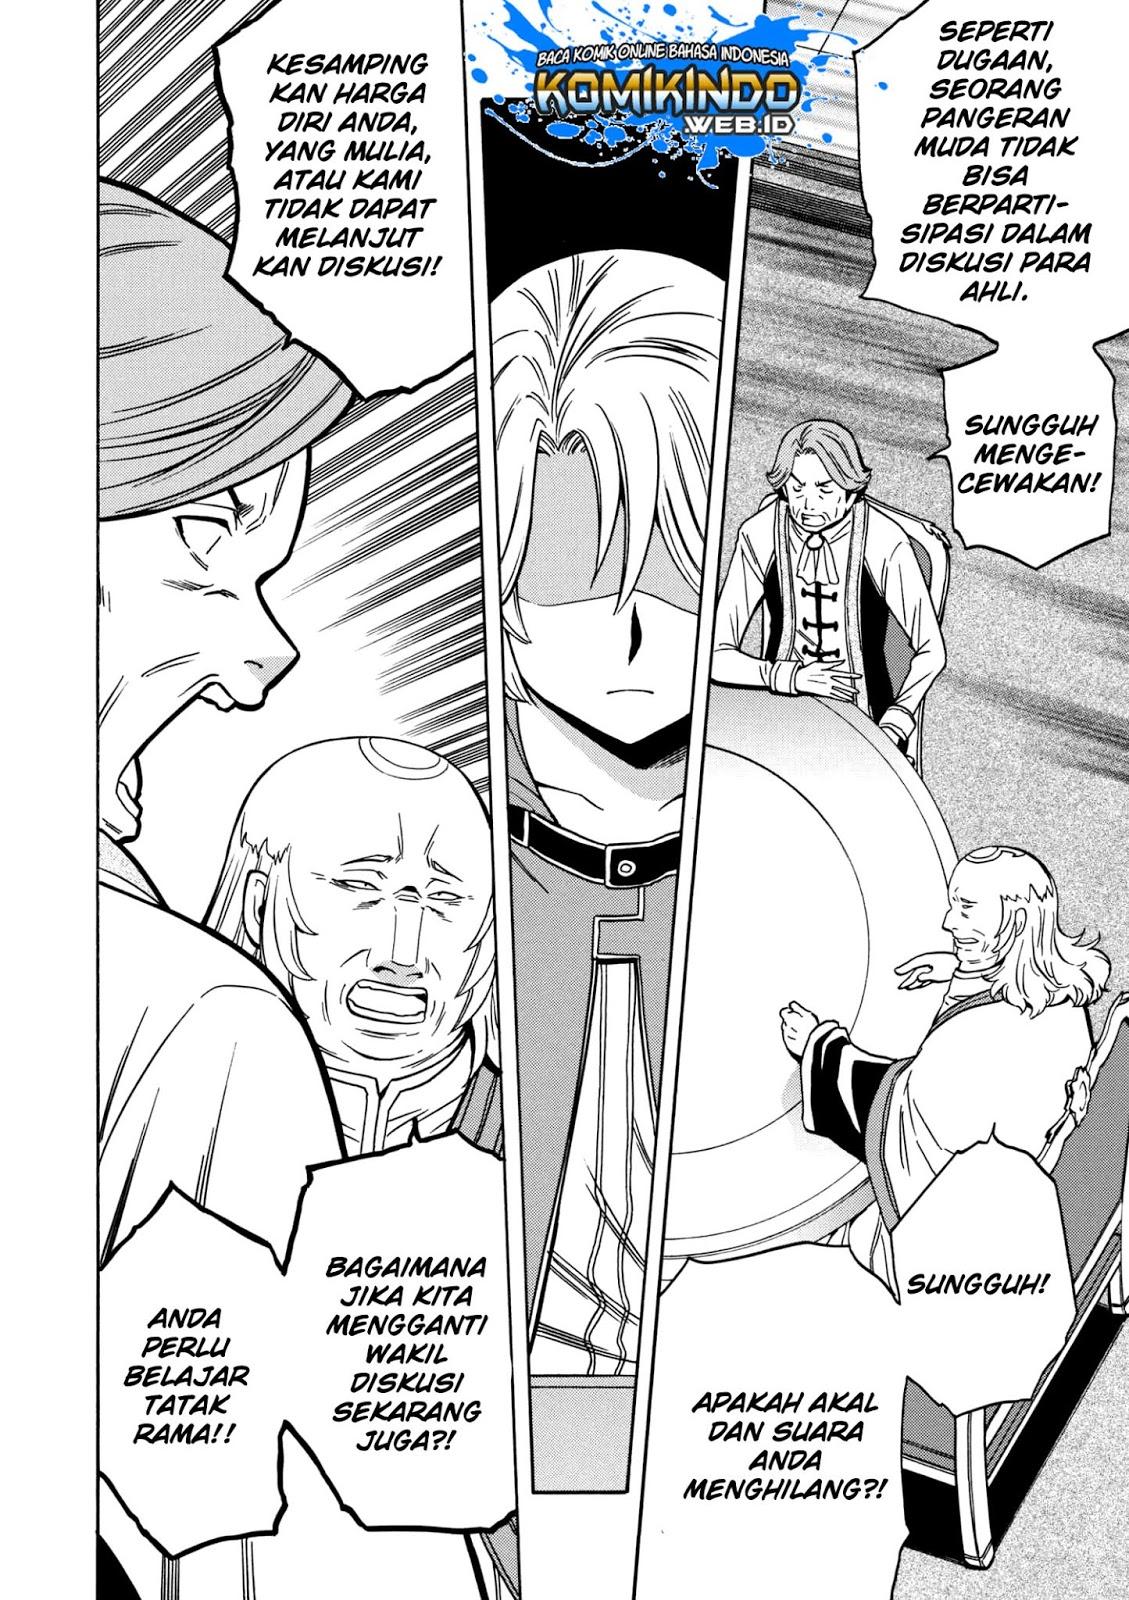 BACA KOMIK ONLINE BAHASA INDONESIA
KOMIKINDO
WEB.ID
SEPERTI
DUGAAN,
SEORANG
PANGERAN
MUDA TIDAK
BISA
BERPARTI-
SIPASI DALAM
DISKUSI PARA
AHLI.
SUNGGUH
MENGE-
CEWAKAN!
SUNGGUH!
APAKAH AKAL
DAN SUARA
ANDA
MENGHILANG?!
KESAMPING
KAN HARGA
DIRI ANDA,
YANG MULIA,
ATAU KAMI
TIDAK DAPAT
MELANJUT
KAN DISKUSI!
BAGAIMANA
JIKA KITA
MENGGANTI
WAKIL
DISKUSI
SEKARANG
JUGA?!
ANDA
PERLU
BELAJAR
TATAK
RAMA!!